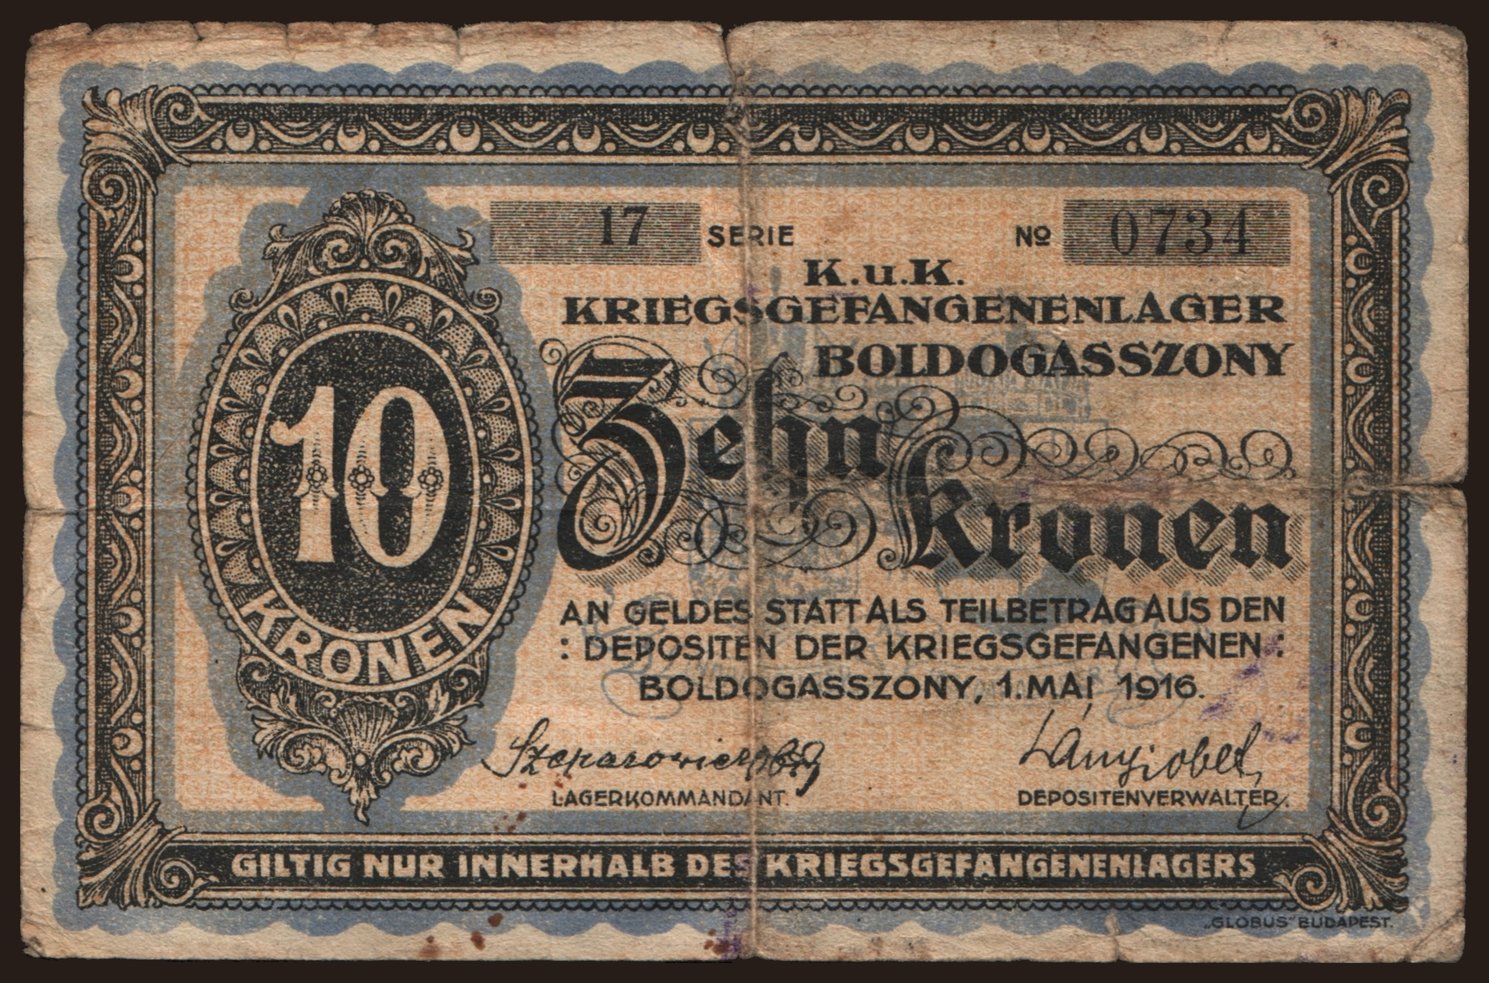 17 SERIE № 0734
K.u.K.
KRIEGSGEFANGENENLAGER
BOLDOGASSZONY
Zehn
Kronen
10
KRONEN
AN GELDES STATT ALS TEILBETRAG AUS DEN
: DEPOSITEN DER KRIEGSGEFANGENEN :
BOLDOGASSZONY, 1. MAI 1916.
LAGERKOMMANDANT. DEPOSITENVERWALTER.
GILTIG NUR INNERHALB DES KRIEGSGEFANGENENLAGERS
„GLOBUS“ BUDAPEST.